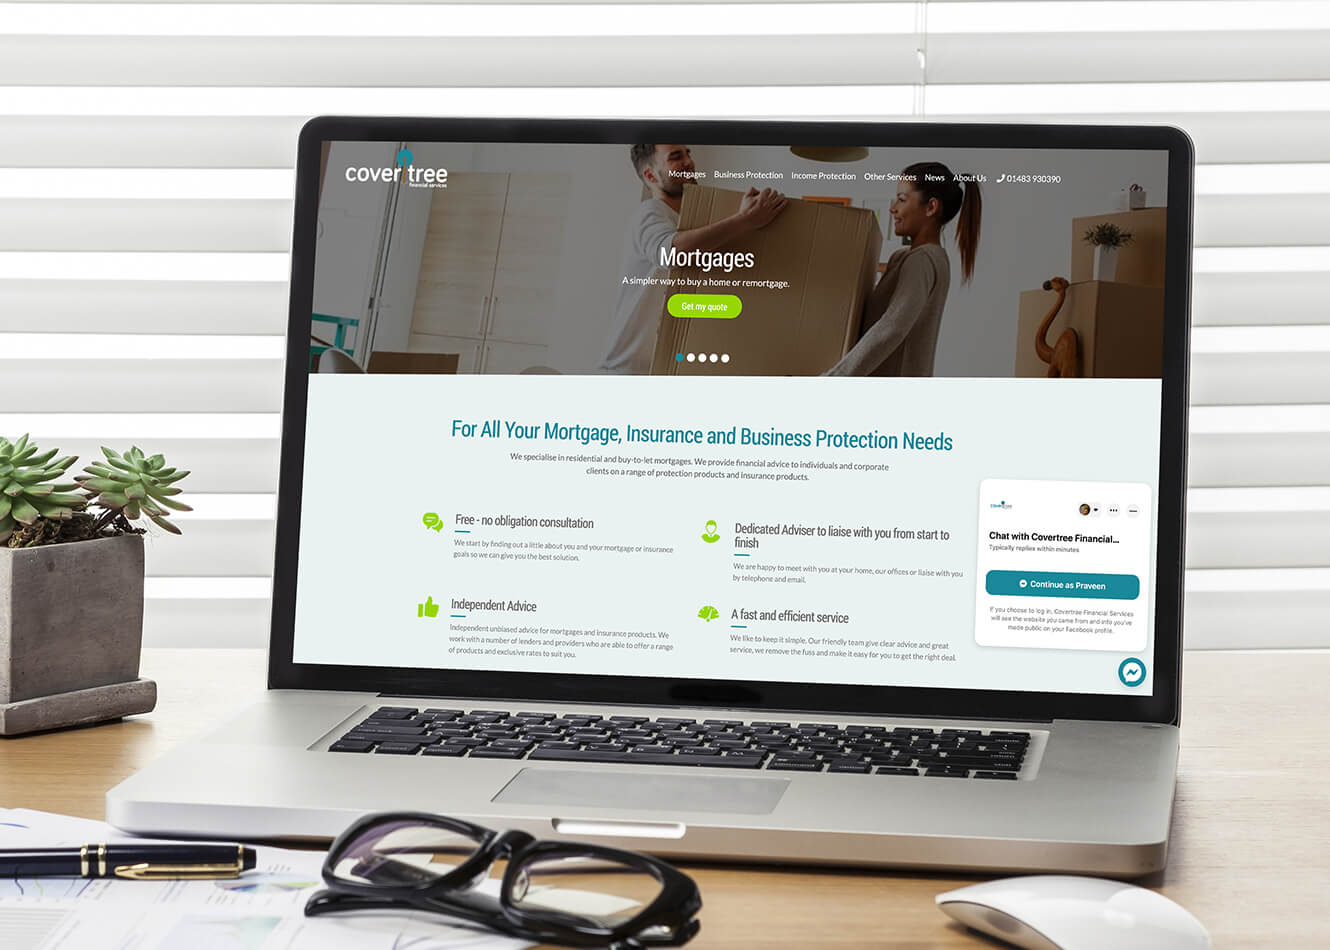 cover tree
financial services
Mortgages Business Protection Income Protection Other Services News About Us 01483 930390
Mortgages
A simpler way to buy a home or remortgage.
Get my quote
For All Your Mortgage, Insurance and Business Protection Needs
We specialise in residential and buy-to-let mortgages. We provide financial advice to individuals and corporate
clients on a range of protection products and insurance products.
Free - no obligation consultation
We start by finding out a little about you and your mortgage or insurance
goals so we can give you the best solution.
Dedicated Adviser to liaise with you from start to
finish
We are happy to meet with you at your home, our offices or liaise with you
by telephone and email.
Independent Advice
Independent unbiased advice for mortgages and insurance products. We
work with a number of lenders and providers who are able to offer a range
of products and exclusive rates to suit you.
A fast and efficient service
We like to keep it simple. Our friendly team give clear advice and great
service, we remove the fuss and make it easy for you to get the right deal.
covertree
Chat with Covertree Financial...
Typically replies within minutes
Continue as Praveen
If you choose to log in, Covertree Financial Services
will see the website you came from and info you've
made public on your Facebook profile.